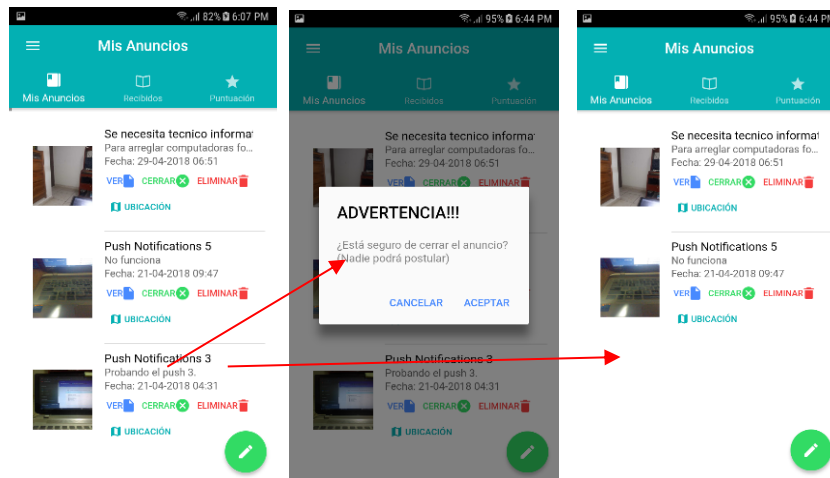 82% 6:07 PM
Mis Anuncios
Mis Anuncios
Recibidos
Puntuación
Se necesita tecnico informa
Para arreglar computadoras fo...
Fecha: 29-04-2018 06:51
VER CERRAR ELIMINAR
UBICACIÓN
Push Notifications 5
No funciona
Fecha: 21-04-2018 09:47
VER CERRAR ELIMINAR
UBICACIÓN
Push Notifications 3
Probando el push 3.
Fecha: 21-04-2018 04:31
VER CERRAR ELIMINAR
UBICACIÓN
95% 6:44 PM
Mis Anuncios
Mis Anuncios
Recibidos
Puntuación
Se necesita tecnico informa
Para arreglar computadoras fo...
Fecha: 29-04-2018 06:51
VER CERRAR ELIMINAR
ADVERTENCIA!!!
¿Está seguro de cerrar el anuncio?
(Nadie podrá postular)
CANCELAR ACEPTAR
Push Notifications 3
Probando el push 3.
Fecha: 21-04-2018 04:31
VER CERRAR ELIMINAR
UBICACIÓN
95% 6:44 PM
Mis Anuncios
Mis Anuncios
Recibidos
Puntuación
Se necesita tecnico informat
Para arreglar computadoras fo...
Fecha: 29-04-2018 06:51
VER CERRAR ELIMINAR
UBICACIÓN
Push Notifications 5
No funciona
Fecha: 21-04-2018 09:47
VER CERRAR ELIMINAR
UBICACIÓN